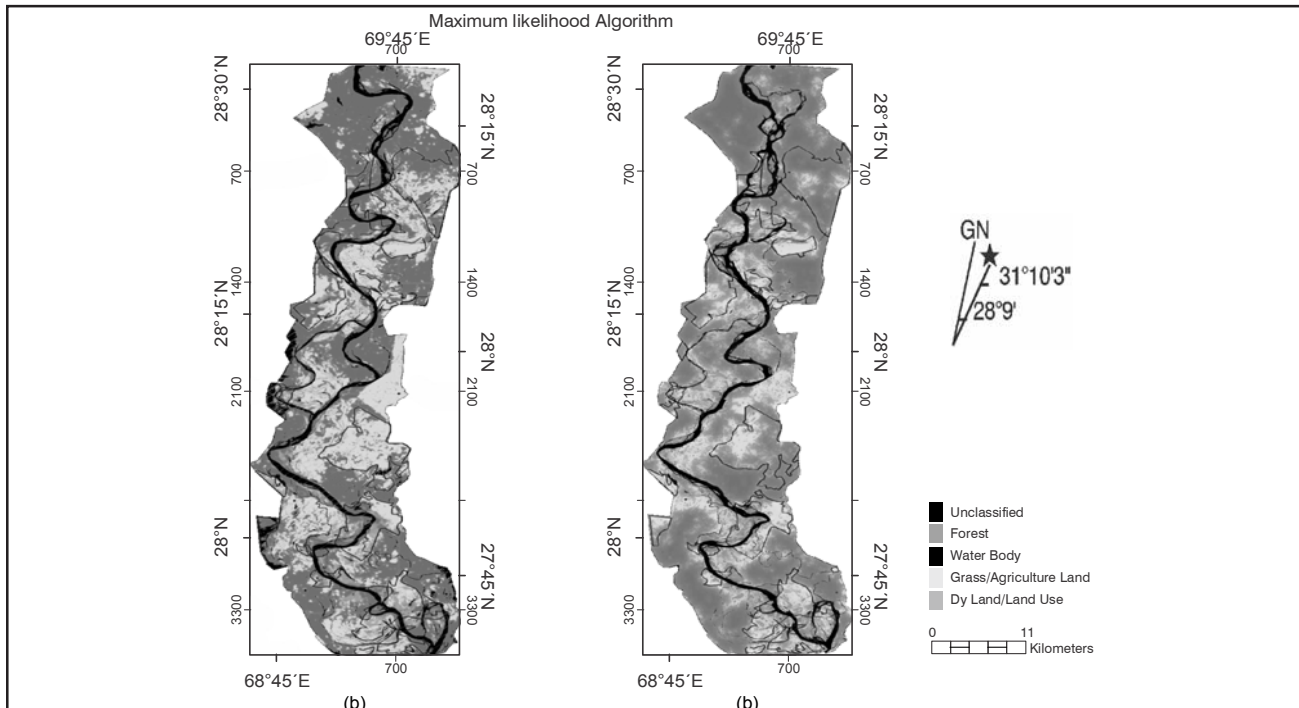 Maximum likelihood Algorithm
69°45´E
700
69°45´E
700
28°30´N
28°15´N
700
700
1400
1400
28°15´N
28°N
2100
2100
28°N
27°45´N
3300
3300
700
68°45´E
(b)
28°30´N
28°15´N
700
700
1400
1400
28°15´N
28°N
2100
2100
28°N
27°45´N
3300
3300
700
68°45´E
(b)
GN
31°10'3"
28°9'
Unclassified
Forest
Water Body
Grass/Agriculture Land
Dy Land/Land Use
0 11
Kilometers